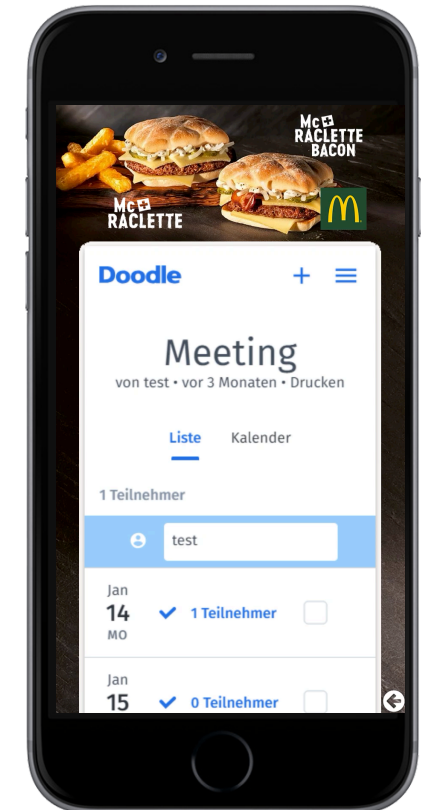 Mc
RACLETTE
BACON
Mc
RACLETTE
M
Doodle
Meeting
von test • vor 3 Monaten • Drucken
Liste Kalender
1 Teilnehmer
test
Jan
14 1 Teilnehmer
MO
Jan
15 0 Teilnehmer